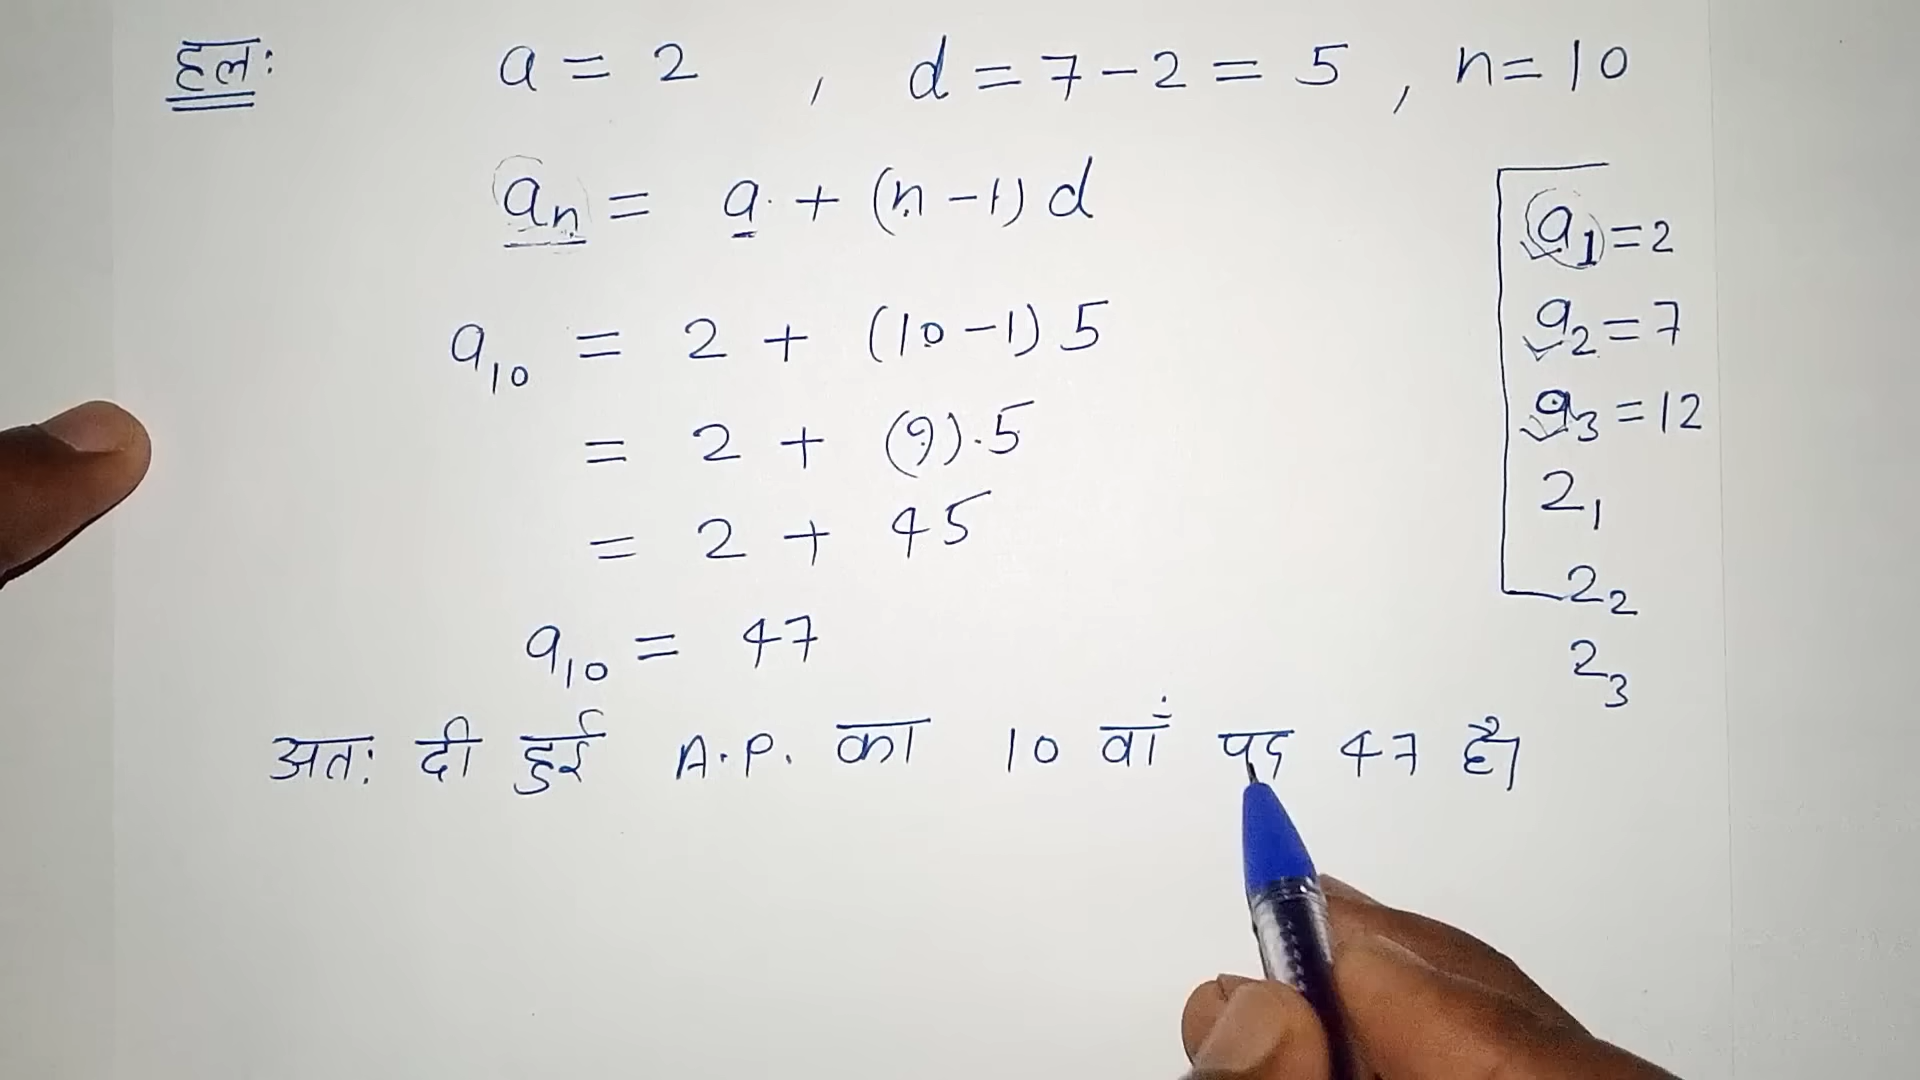 हलः a = 2 , d = 7 - 2 = 5 , n = 10
an = a + (n - 1) d
a10 = 2 + (10 - 1) 5
= 2 + (9).5
= 2 + 45
a10 = 47
अतः दी हुई A.P. का 10 वां पद 47 है।
a1 = 2
a2 = 7
a3 = 12
21
22
23